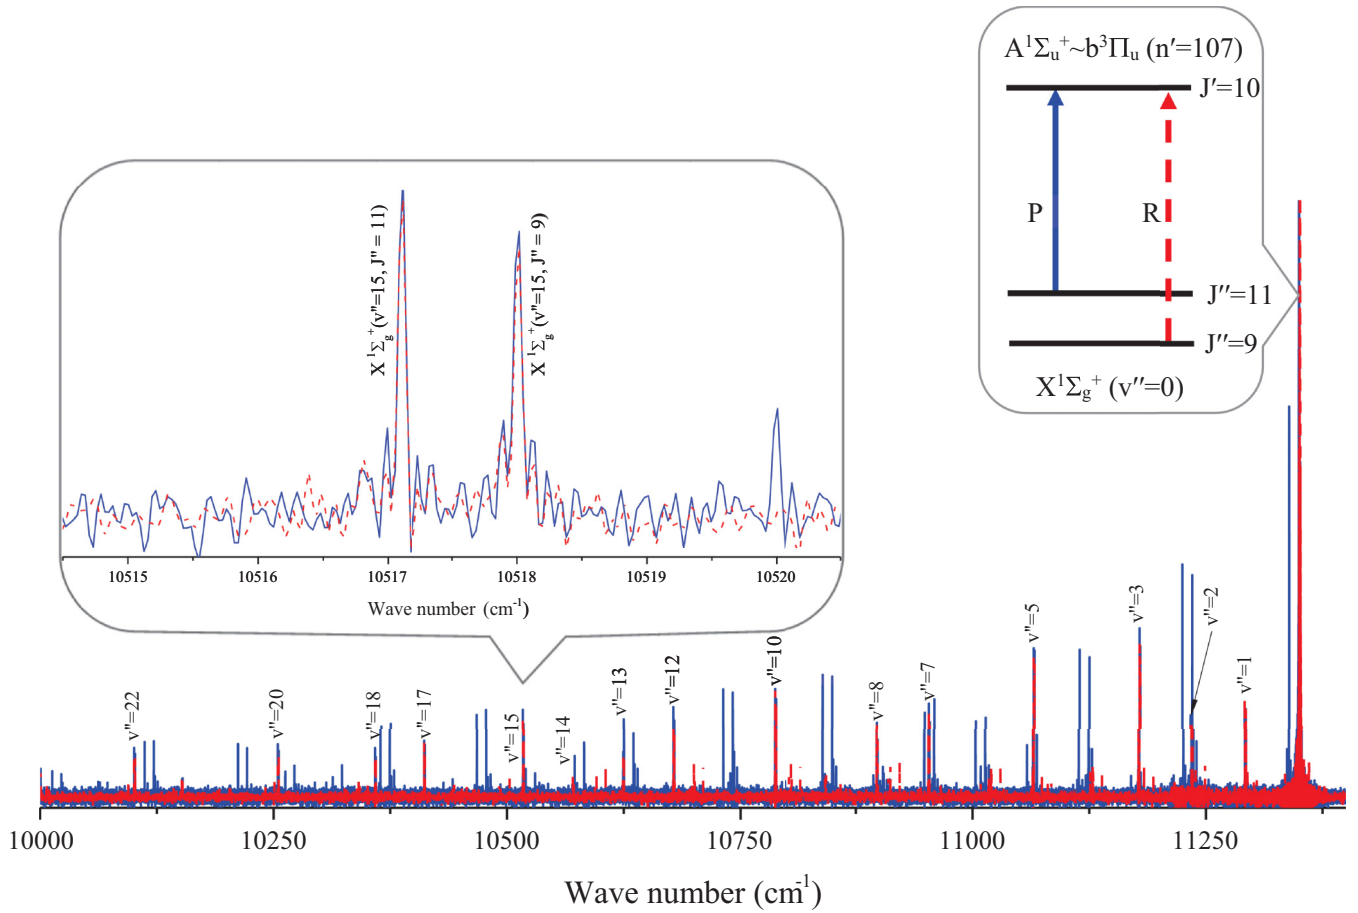 A¹Σᵤ⁺~b³Πᵤ (n′=107)
J′=10
P
R
J′′=11
J′′=9
X¹Σg⁺ (v′′=0)
X ¹Σg⁺(v"=15, J" = 11)
X ¹Σg⁺(v"=15, J" = 9)
10515
10516
10517
10518
10519
10520
Wave number (cm⁻¹)
v"=22
v"=20
v"=18
v"=17
v"=15
v"=14
v"=13
v"=12
v"=10
v"=8
v"=7
v"=5
v"=3
v"=2
v"=1
10000
10250
10500
10750
11000
11250
Wave number (cm⁻¹)